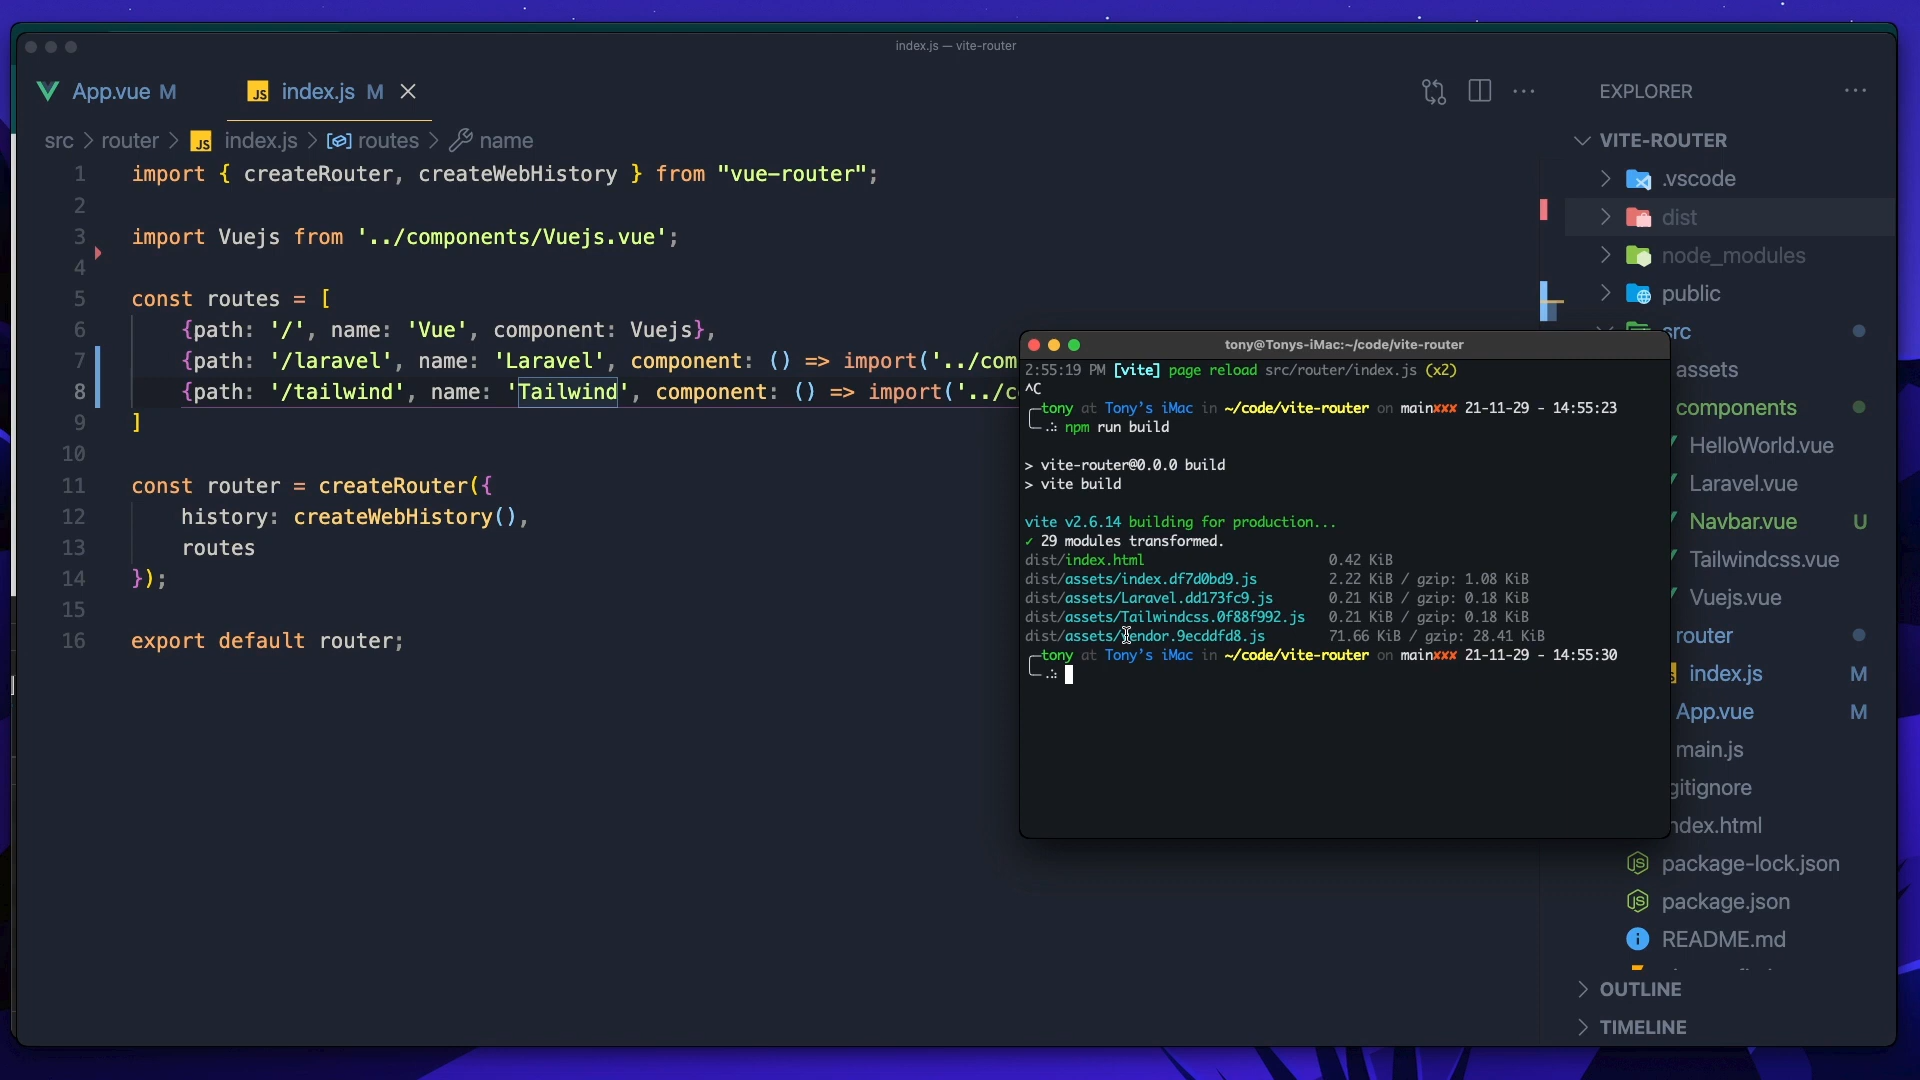 index.js — vite-router
App.vue M
JS index.js M
EXPLORER
src > router > JS index.js > routes > name
1 import { createRouter, createWebHistory } from "vue-router";
2
3 import Vuejs from '../components/Vuejs.vue';
4
5 const routes = [
6 {path: '/', name: 'Vue', component: Vuejs},
7 {path: '/laravel', name: 'Laravel', component: () => import('../com
8 {path: '/tailwind', name: 'Tailwind', component: () => import('../c
9 ]
10
11 const router = createRouter({
12 history: createWebHistory(),
13 routes
14 });
15
16 export default router;
tony@Tonys-iMac:~/code/vite-router
2:55:19 PM [vite] page reload src/router/index.js (x2)
^C
tony at Tony's iMac in ~/code/vite-router on main✘✘✘ 21-11-29 - 14:55:23
npm run build
> vite-router@0.0.0 build
> vite build
vite v2.6.14 building for production...
✓ 29 modules transformed.
dist/index.html 0.42 KiB
dist/assets/index.df7d0bd9.js 2.22 KiB / gzip: 1.08 KiB
dist/assets/Laravel.dd173fc9.js 0.21 KiB / gzip: 0.18 KiB
dist/assets/Tailwindcss.0f88f992.js 0.21 KiB / gzip: 0.18 KiB
dist/assets/vendor.9ecddfd8.js 71.66 KiB / gzip: 28.41 KiB
tony at Tony's iMac in ~/code/vite-router on main✘✘✘ 21-11-29 - 14:55:30
VITE-ROUTER
.vscode
dist
node_modules
public
src
assets
components
HelloWorld.vue
Laravel.vue
Navbar.vue U
Tailwindcss.vue
Vuejs.vue
router
index.js M
App.vue M
main.js
gitignore
ndex.html
JS package-lock.json
JS package.json
README.md
OUTLINE
TIMELINE